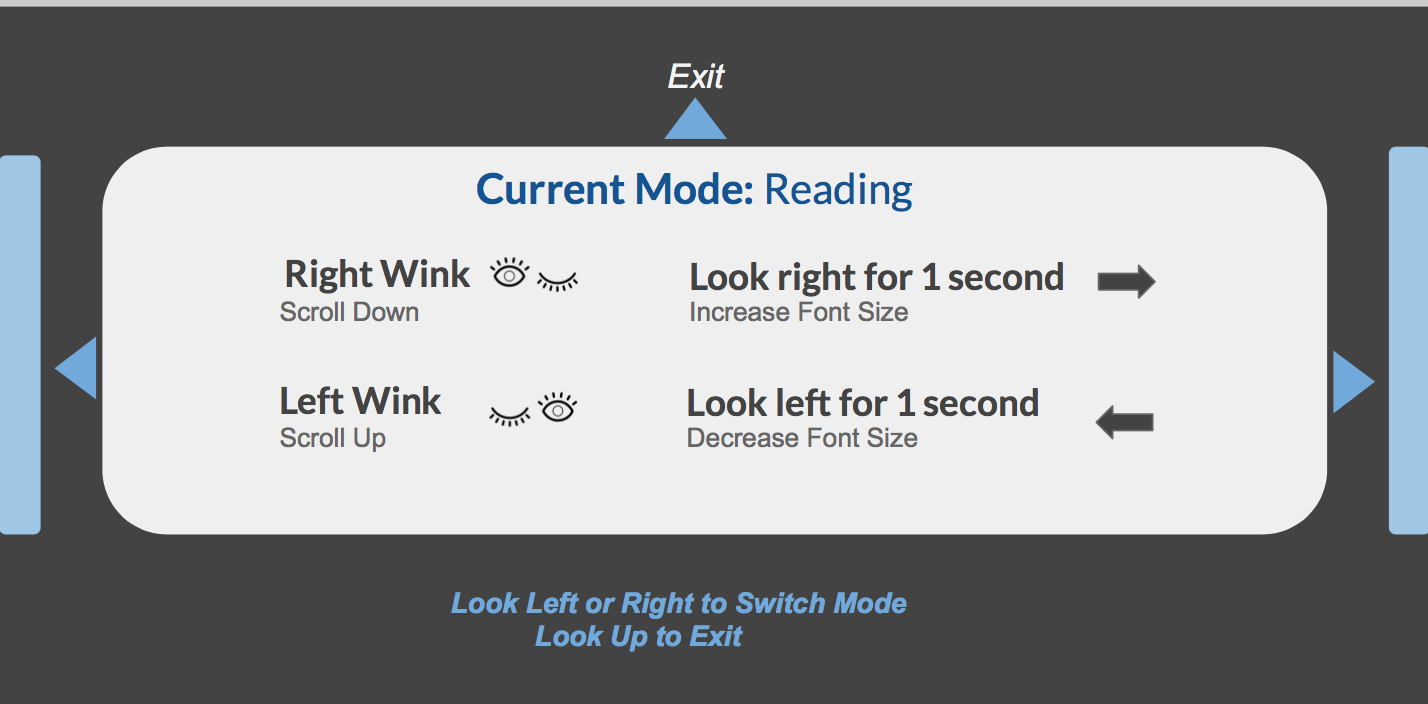 Exit
Current Mode: Reading
Right Wink
Scroll Down
Look right for 1 second
Increase Font Size
Left Wink
Scroll Up
Look left for 1 second
Decrease Font Size
Look Left or Right to Switch Mode
Look Up to Exit